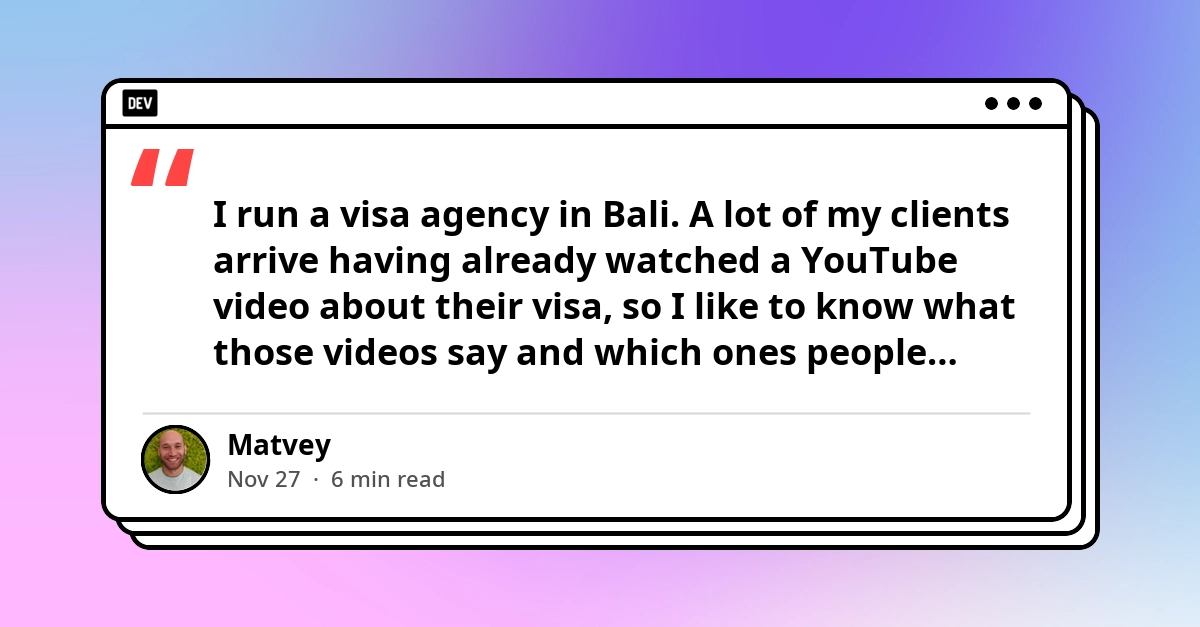 DEV
“
I run a visa agency in Bali. A lot of my clients
arrive having already watched a YouTube
video about their visa, so I like to know what
those videos say and which ones people...
Matvey
Nov 27 · 6 min read